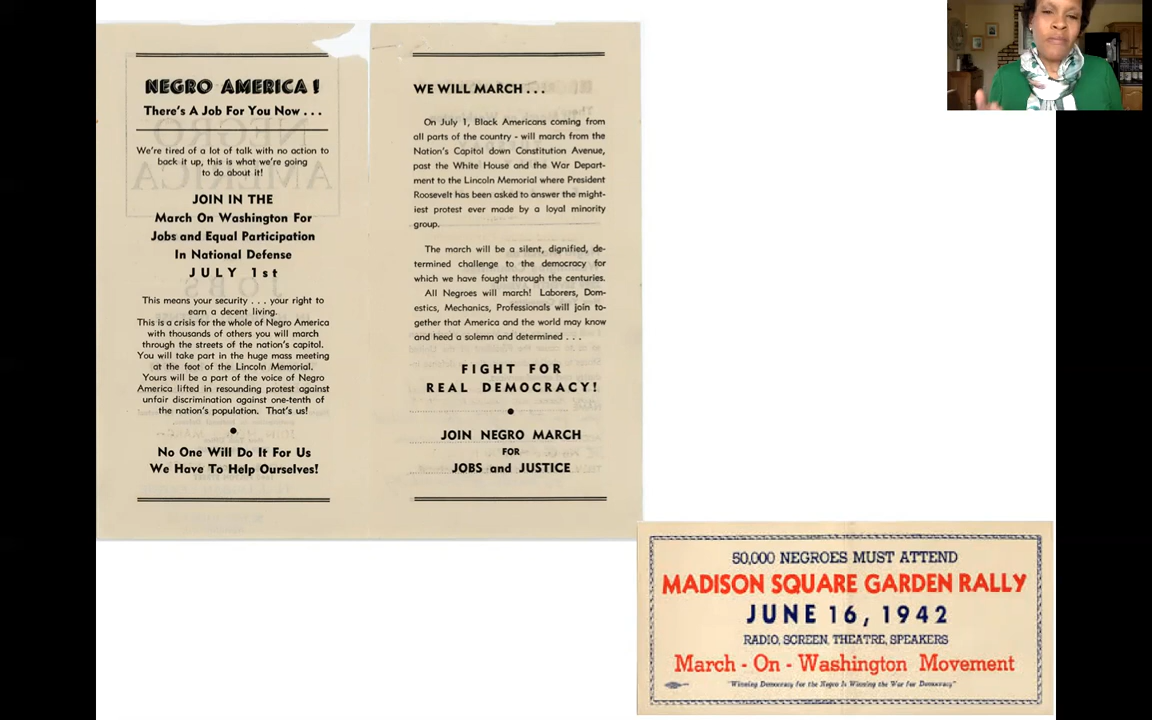 NEGRO AMERICA!
There's A Job For You Now . . .
We're tired of a lot of talk with no action to
back it up, this is what we're going
to do about it!
JOIN IN THE
March On Washington For
Jobs and Equal Participation
In National Defense
JULY 1st
This means your security . . . your right to
earn a decent living.
This is a crisis for the whole of Negro America
with thousands of others you will march
through the streets of the nation's capitol.
You will take part in the huge mass meeting
at the foot of the Lincoln Memorial.
Yours will be a part of the voice of Negro
America lifted in resounding protest against
unfair discrimination against one-tenth of
the nation's population. That's us!
No One Will Do It For Us
We Have To Help Ourselves!
WE WILL MARCH . . .
On July 1, Black Americans coming from
all parts of the country - will march from the
Nation's Capitol down Constitution Avenue,
past the White House and the War Depart-
ment to the Lincoln Memorial where President
Roosevelt has been asked to answer the might-
iest protest ever made by a loyal minority
group.
The march will be a silent, dignified, de-
termined challenge to the democracy for
which we have fought through the centuries.
All Negroes will march! Laborers, Dom-
estics, Mechanics, Professionals will join to-
gether that America and the world may know
and heed a solemn and determined . . .
FIGHT FOR
REAL DEMOCRACY!
JOIN NEGRO MARCH
FOR
JOBS and JUSTICE
50,000 NEGROES MUST ATTEND
MADISON SQUARE GARDEN RALLY
JUNE 16, 1942
RADIO, SCREEN, THEATRE, SPEAKERS
March - On - Washington Movement
"Winning Democracy for the Negro Is Winning the War for Democracy"